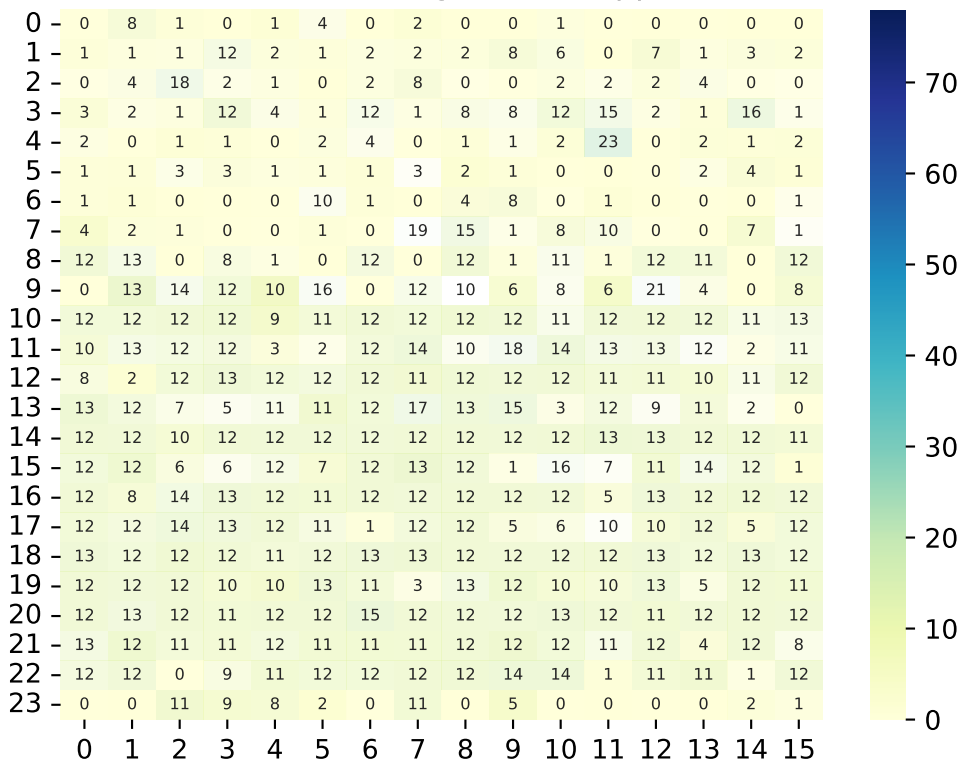 0 0 8 1 0 1 4 0 2 0 0 1 0 0 0 0 0
1 1 1 1 12 2 1 2 2 2 8 6 0 7 1 3 2
2 0 4 18 2 1 0 2 8 0 0 2 2 2 4 0 0
3 3 2 1 12 4 1 12 1 8 8 12 15 2 1 16 1
4 2 0 1 1 0 2 4 0 1 1 2 23 0 2 1 2
5 1 1 3 3 1 1 1 3 2 1 0 0 0 2 4 1
6 1 1 0 0 0 10 1 0 4 8 0 1 0 0 0 1
7 4 2 1 0 0 1 0 19 15 1 8 10 0 0 7 1
8 12 13 0 8 1 0 12 0 12 1 11 1 12 11 0 12
9 0 13 14 12 10 16 0 12 10 6 8 6 21 4 0 8
10 12 12 12 12 9 11 12 12 12 12 11 12 12 12 11 13
11 10 13 12 12 3 2 12 14 10 18 14 13 13 12 2 11
12 8 2 12 13 12 12 12 11 12 12 12 11 11 10 11 12
13 13 12 7 5 11 11 12 17 13 15 3 12 9 11 2 0
14 12 12 10 12 12 12 12 12 12 12 12 13 13 12 12 11
15 12 12 6 6 12 7 12 13 12 1 16 7 11 14 12 1
16 12 8 14 13 12 11 12 12 12 12 12 5 13 12 12 12
17 12 12 14 13 12 11 1 12 12 5 6 10 10 12 5 12
18 13 12 12 12 11 12 13 13 12 12 12 12 13 12 13 12
19 12 12 12 10 10 13 11 3 13 12 10 10 13 5 12 11
20 12 13 12 11 12 12 15 12 12 12 13 12 11 12 12 12
21 13 12 11 11 12 11 11 11 12 12 12 11 12 4 12 8
22 12 12 0 9 11 12 12 12 12 14 14 1 11 11 1 12
23 0 0 11 9 8 2 0 11 0 5 0 0 0 0 2 1
0 1 2 3 4 5 6 7 8 9 10 11 12 13 14 15
70
60
50
40
30
20
10
0